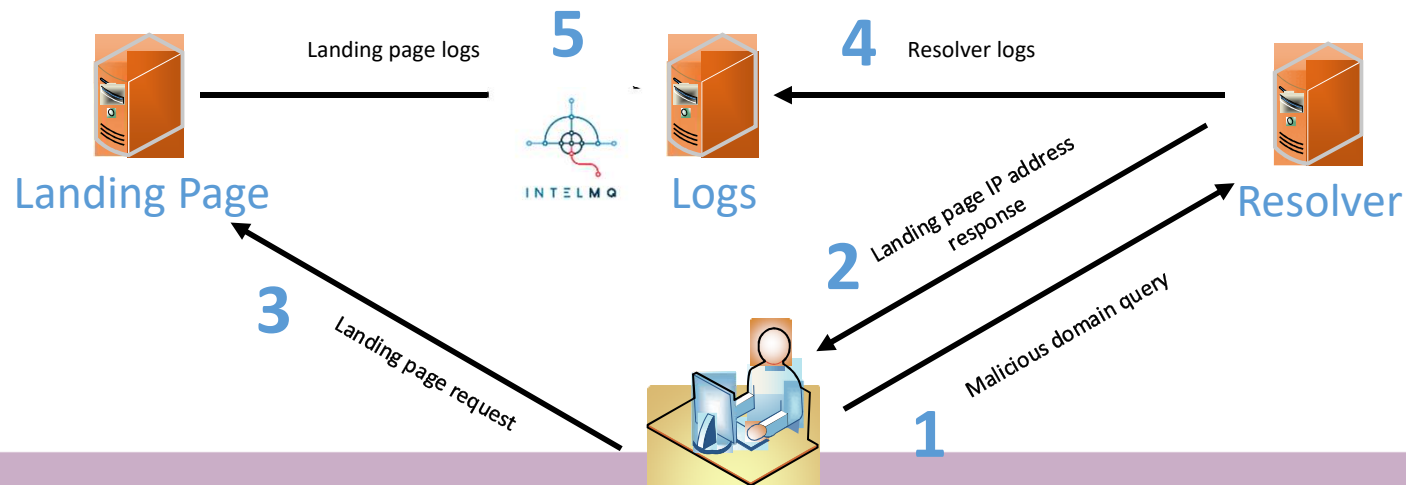 5
4
Landing page logs
Resolver logs
INTELMQ
Landing Page
Logs
Resolver
Landing page IP address
response
2
3
Landing page request
Malicious domain query
1